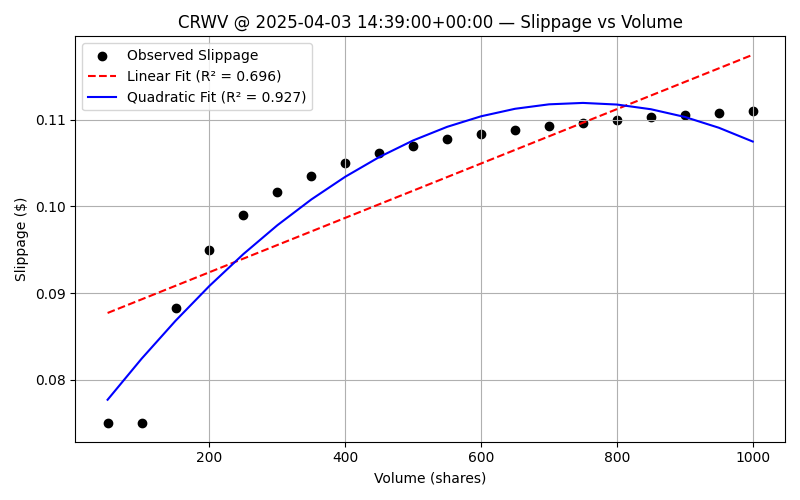 CRWV @ 2025-04-03 14:39:00+00:00 — Slippage vs Volume
Observed Slippage
Linear Fit (R² = 0.696)
Quadratic Fit (R² = 0.927)
Slippage ($)
0.11
0.10
0.09
0.08
200 400 600 800 1000
Volume (shares)